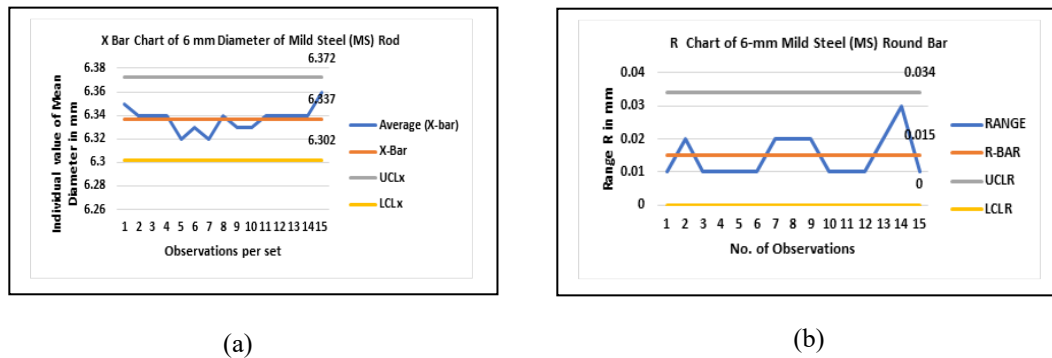 X Bar Chart of 6 mm Diameter of Mild Steel (MS) Rod
6.372
6.38
6.36
6.337
6.34
6.32
6.302
6.3
6.28
6.26
Individual value of Mean
Diameter in mm
Average (X-bar)
X-Bar
UCLx
LCLx
1 2 3 4 5 6 7 8 9 10 11 12 13 14 15
Observations per set
(a)
R Chart of 6-mm Mild Steel (MS) Round Bar
0.034
0.04
0.03
0.02
0.015
0.01
0
0
Range R in mm
RANGE
R-BAR
UCLR
LCLR
1 2 3 4 5 6 7 8 9 10 11 12 13 14 15
No. of Observations
(b)